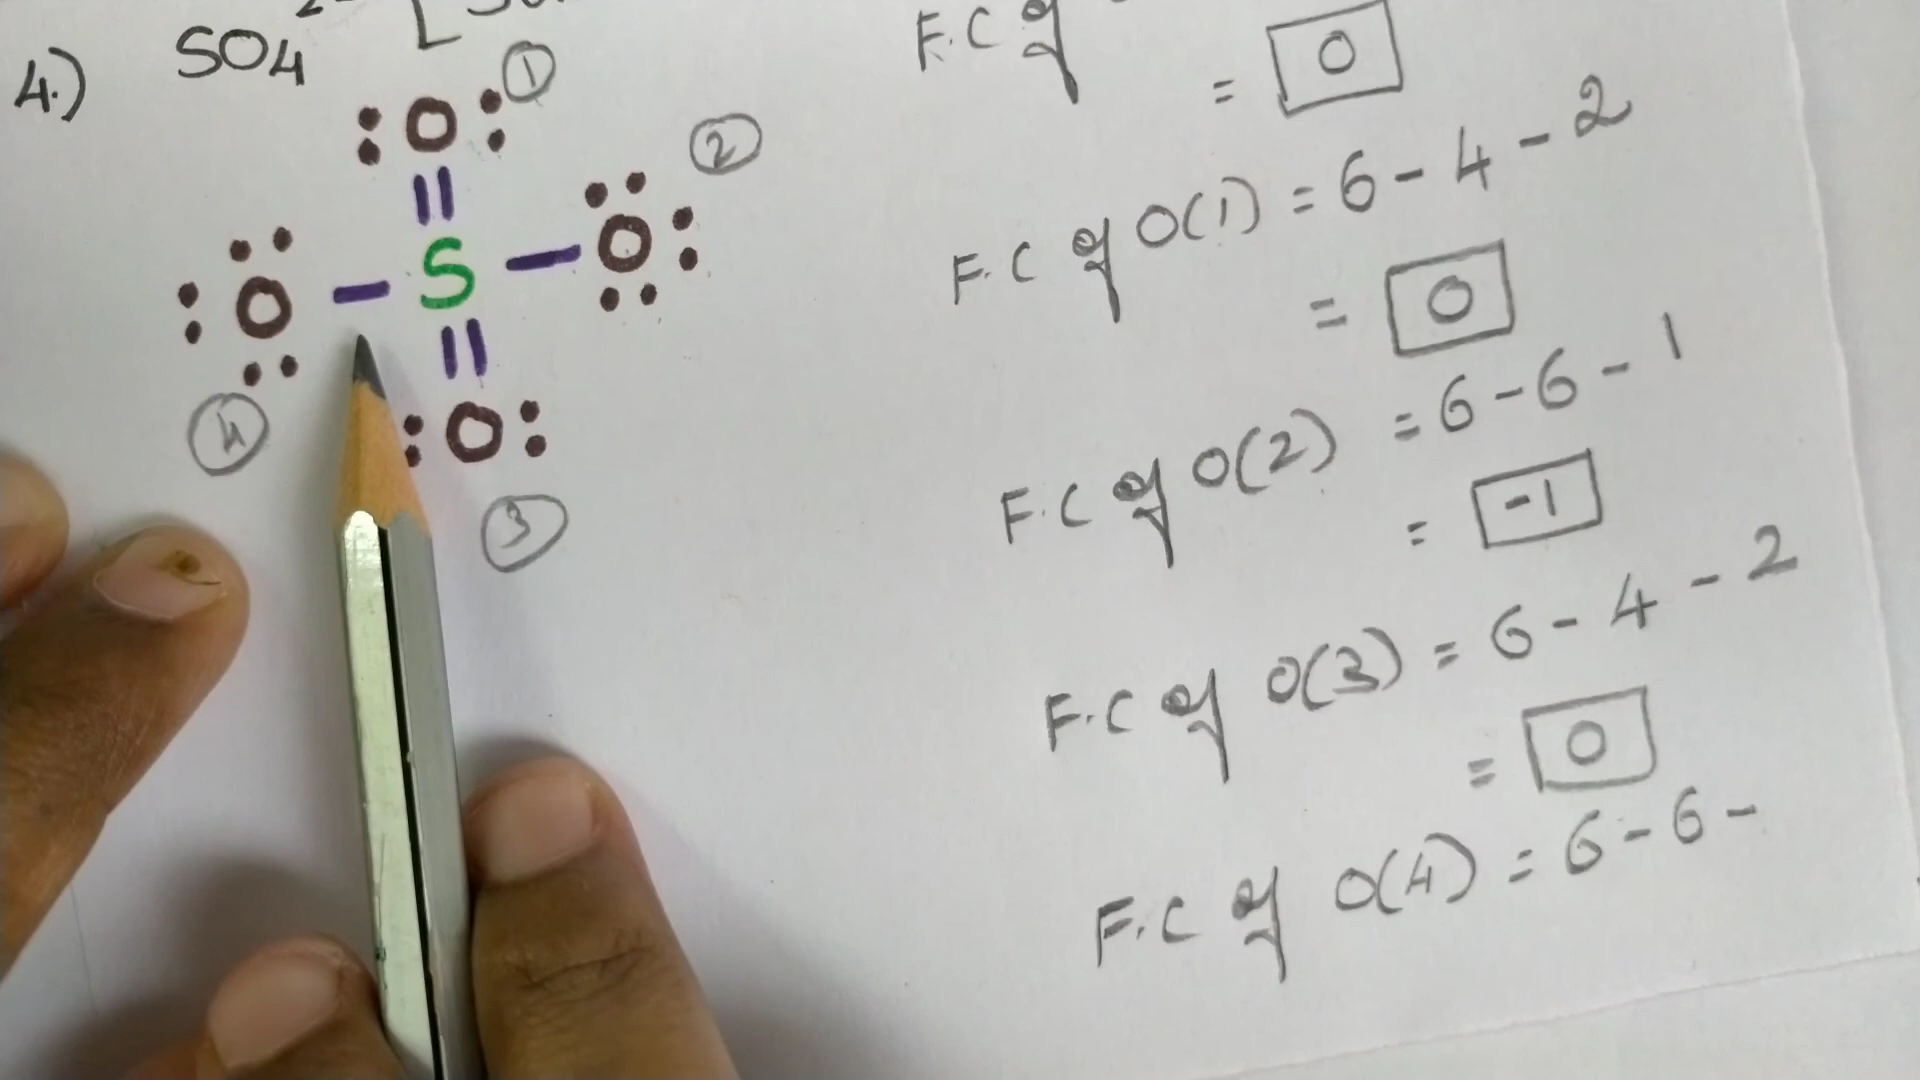 4.) SO4 2-
①
:O:
②
O - S - O:
:O
④
:O:
③
F.C of
= 0
F.C of O(1) = 6 - 4 - 2
= 0
F.C of O(2) = 6 - 6 - 1
= -1
F.C of O(3) = 6 - 4 - 2
= 0
F.C of O(4) = 6 - 6 -